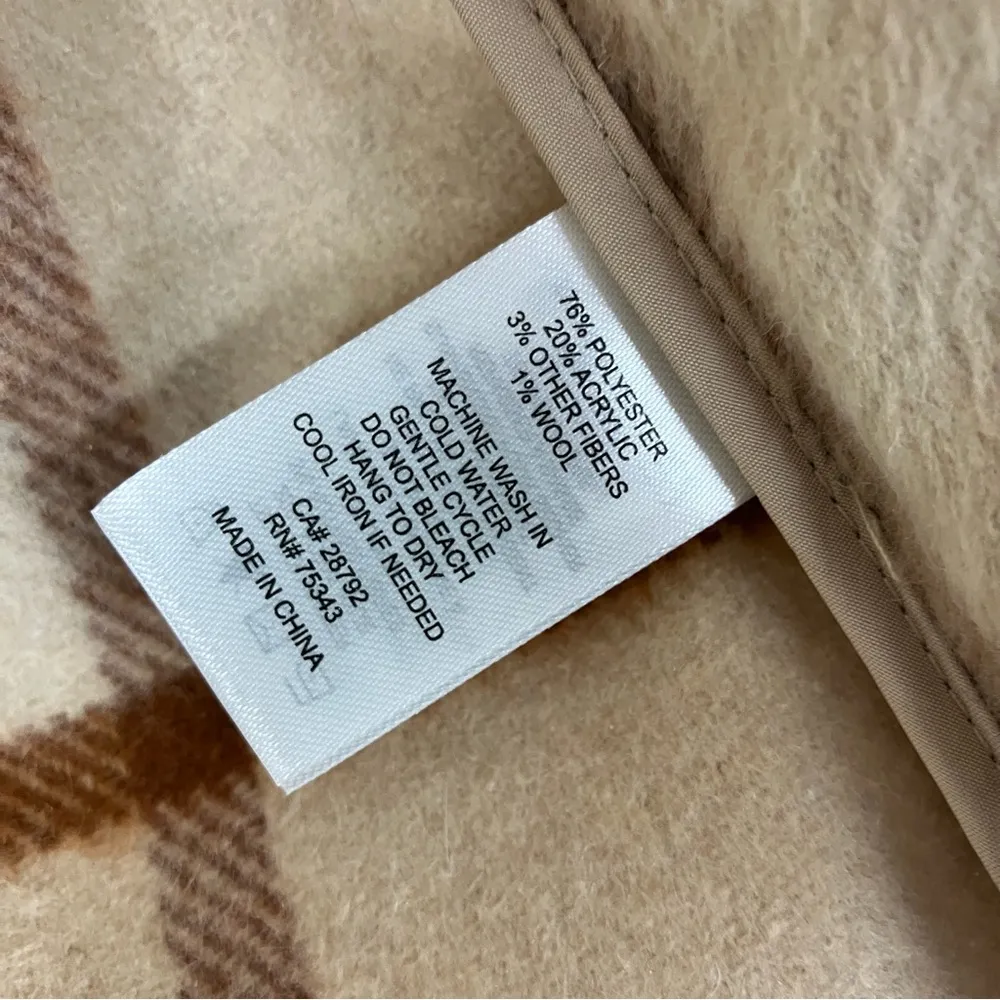 76% POLYESTER
20% ACRYLIC
3% OTHER FIBERS
1% WOOL
MACHINE WASH IN
COLD WATER
GENTLE CYCLE
DO NOT BLEACH
HANG TO DRY
COOL IRON IF NEEDED
CA# 28792
RN# 75343
MADE IN CHINA